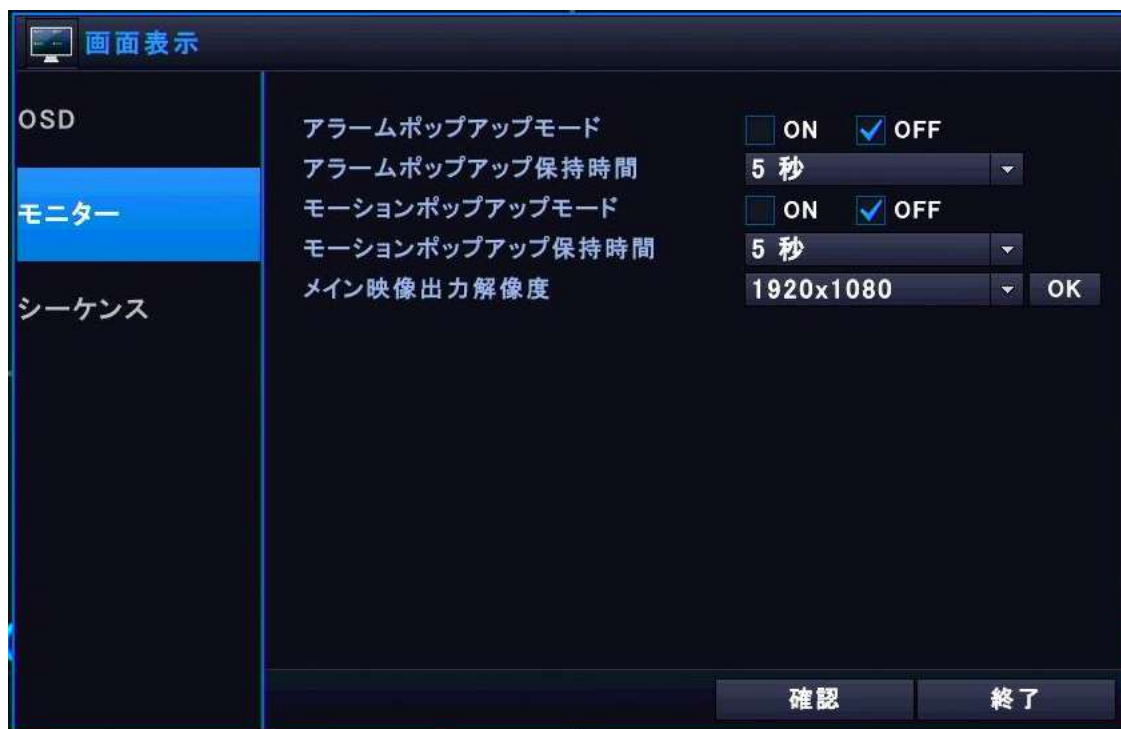 画面表示
OSD
モニター
シーケンス
アラームポップアップモード ON OFF
アラームポップアップ保持時間 5 秒
モーションポップアップモード ON OFF
モーションポップアップ保持時間 5 秒
メイン映像出力解像度 1920x1080 OK
確認 終了